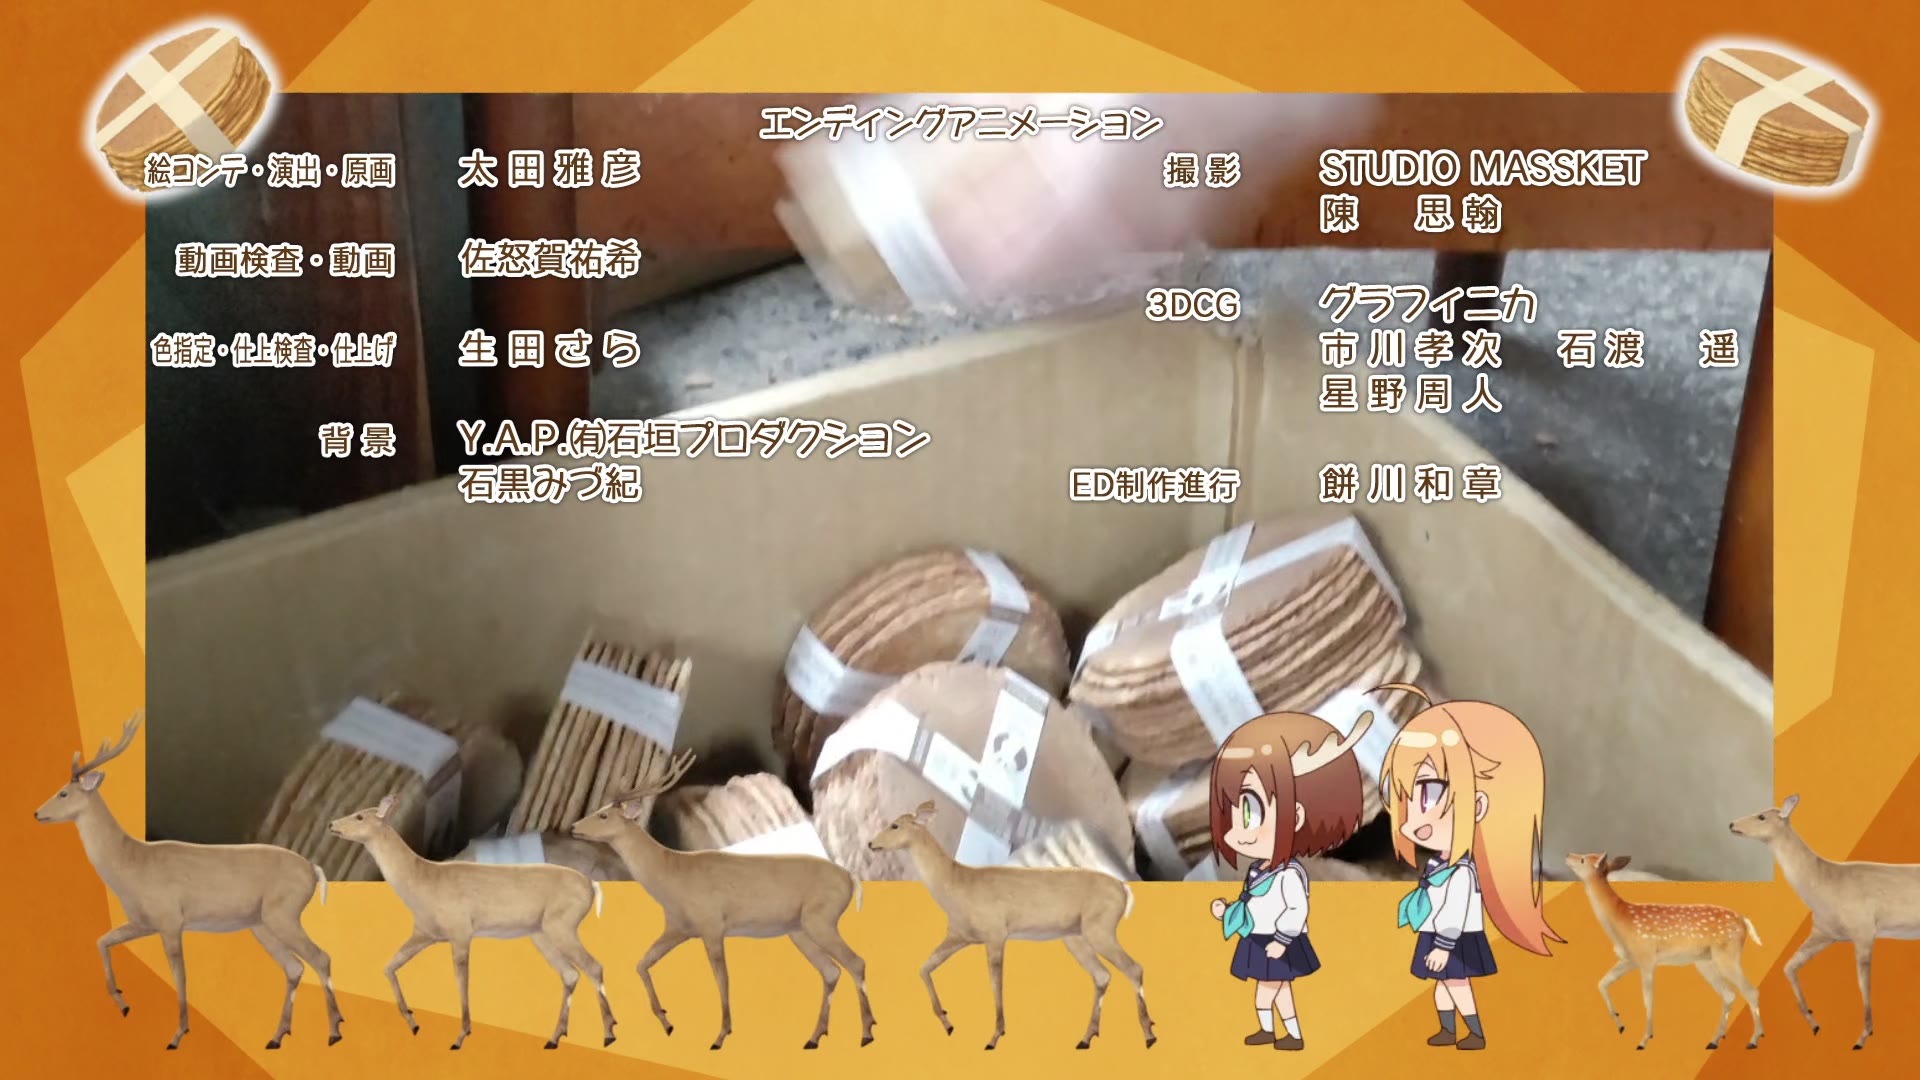 エンディングアニメーション
絵コンテ・演出・原画 太田雅彦
動画検査・動画 佐怒賀祐希
色指定・仕上検査・仕上げ 生田さら
背景 Y.A.P.㈲石垣プロダクション
石黒みづ紀
撮影 STUDIO MASSKET
陳 思翰
3DCG グラフィニカ
市川孝次 石渡 遥
星野周人
ED制作進行 餅川和章